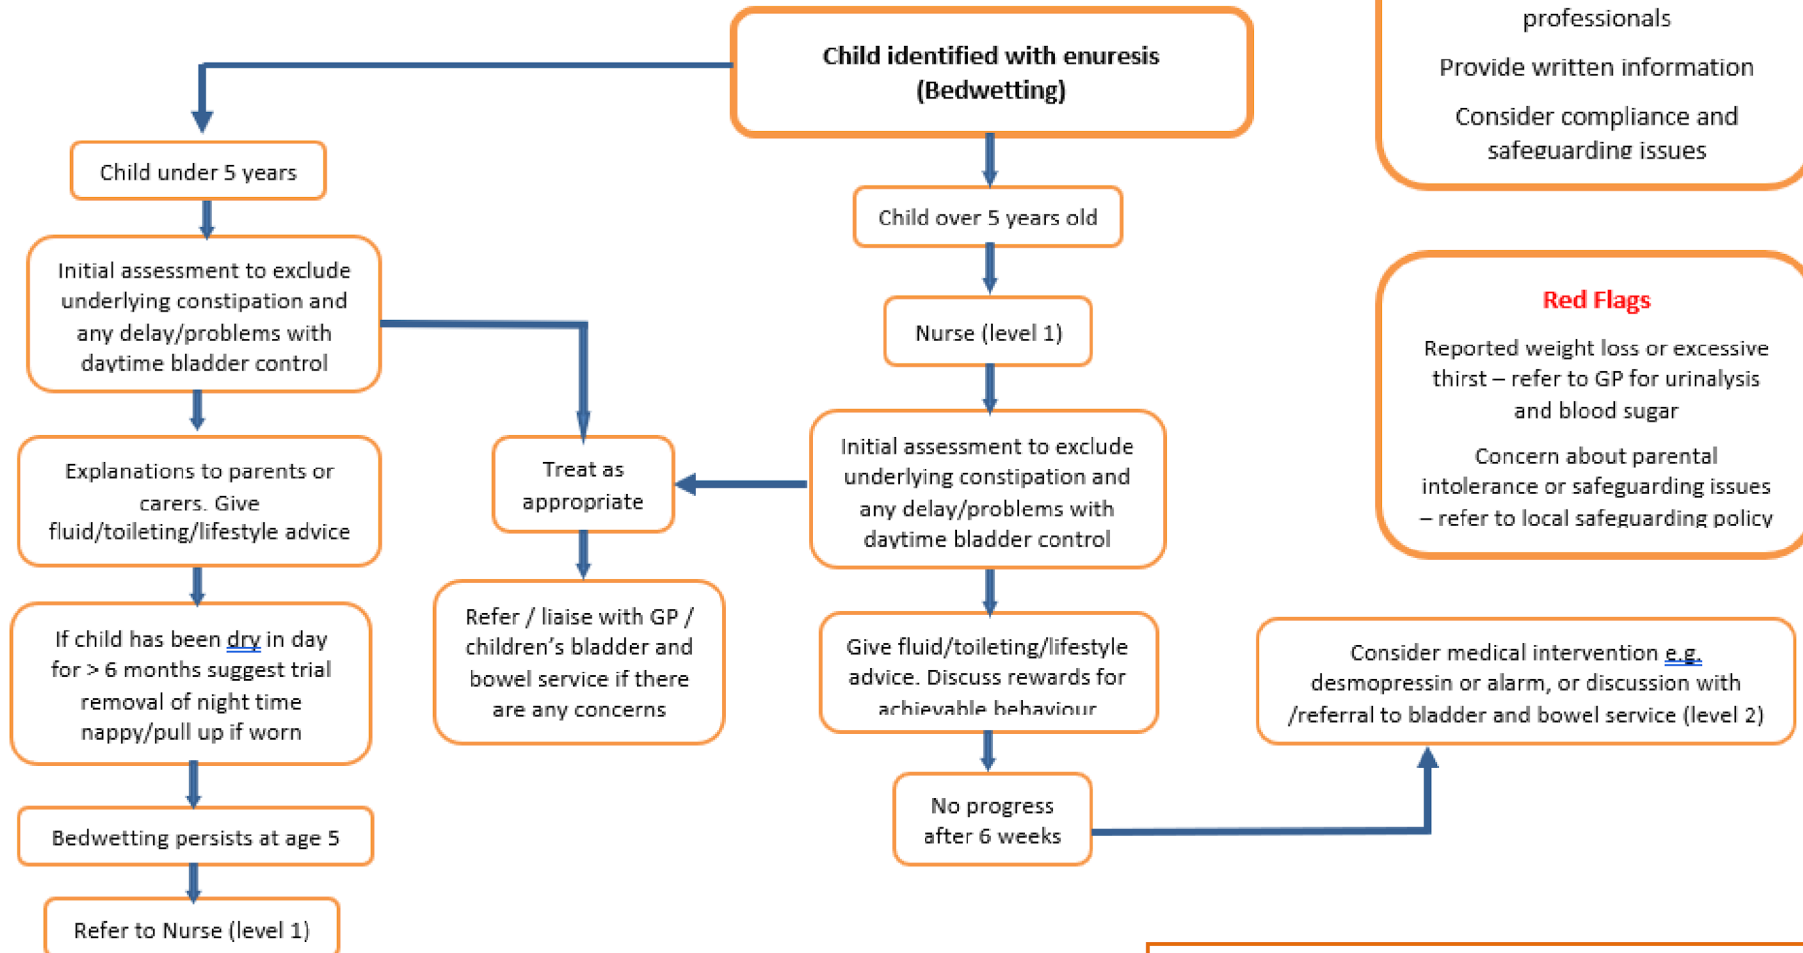 Child identified with enuresis
(Bedwetting)
Child under 5 years
Initial assessment to exclude
underlying constipation and
any delay/problems with
daytime bladder control
Explanations to parents or
carers. Give
fluid/toileting/lifestyle advice
If child has been dry in day
for > 6 months suggest trial
removal of night time
nappy/pull up if worn
Bedwetting persists at age 5
Refer to Nurse (level 1)
Treat as
appropriate
Refer / liaise with GP /
children’s bladder and
bowel service if there
are any concerns
Child over 5 years old
Nurse (level 1)
Initial assessment to exclude
underlying constipation and
any delay/problems with
daytime bladder control
Give fluid/toileting/lifestyle
advice. Discuss rewards for
achievable behaviour
No progress
after 6 weeks
Consider medical intervention e.g.
desmopressin or alarm, or discussion with
/referral to bladder and bowel service (level 2)
professionals
Provide written information
Consider compliance and
safeguarding issues
Red Flags
Reported weight loss or excessive
thirst – refer to GP for urinalysis
and blood sugar
Concern about parental
intolerance or safeguarding issues
– refer to local safeguarding policy